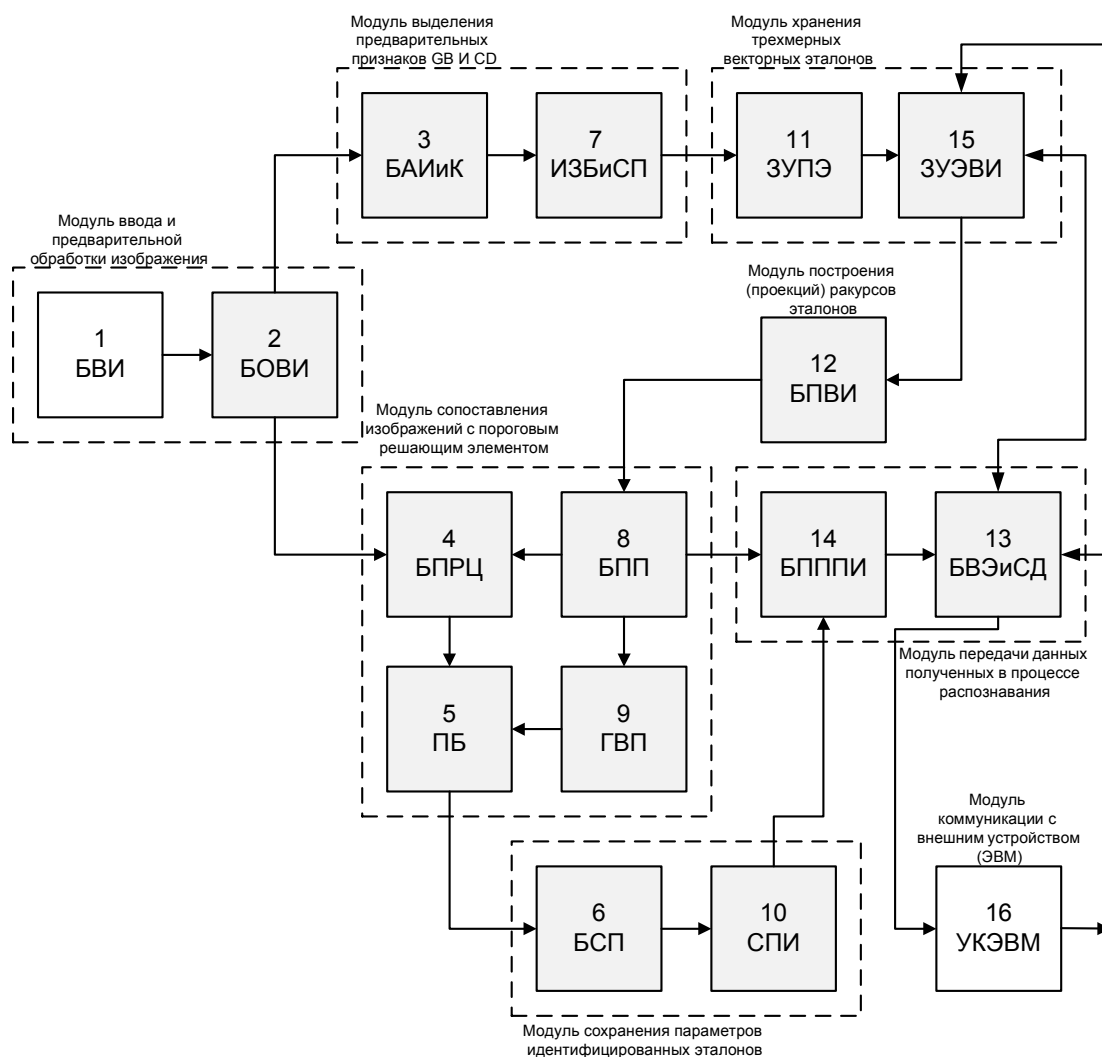 Модуль выделения
предварительных
признаков GB И CD
Модуль хранения
трехмерных
векторных эталонов
3
БАИиК
7
ИЗБиСП
11
ЗУПЭ
15
ЗУЭВИ
Модуль ввода и
предварительной
обработки изображения
1
БВИ
2
БОВИ
Модуль построения
(проекций) ракурсов
эталонов
12
БПВИ
Модуль сопоставления
изображений с пороговым
решающим элементом
4
БПРЦ
8
БПП
14
БПППИ
13
БВЭиСД
Модуль передачи данных
полученных в процессе
распознавания
5
ПБ
9
ГВП
Модуль
коммуникации с
внешним устройством
(ЭВМ)
6
БСП
10
СПИ
16
УКЭВМ
Модуль сохранения параметров
идентифицированных эталонов